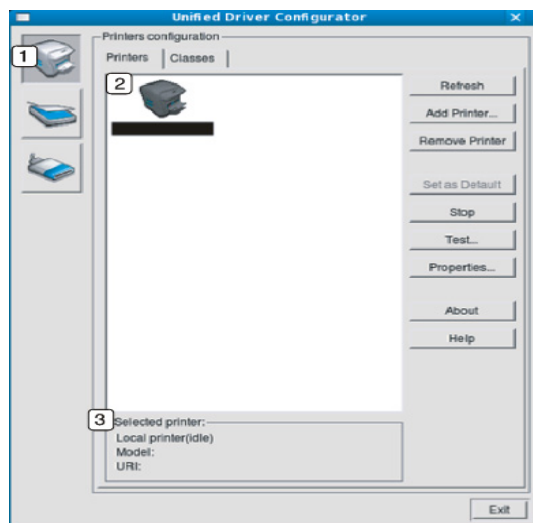 Unified Driver Configurator
Printers configuration
1
Printers Classes
2
Refresh
Add Printer...
Remove Printer
Set as Default
Stop
Test...
Properties...
About
Help
3
Selected printer:
Local printer(idle)
Model:
URI:
Exit